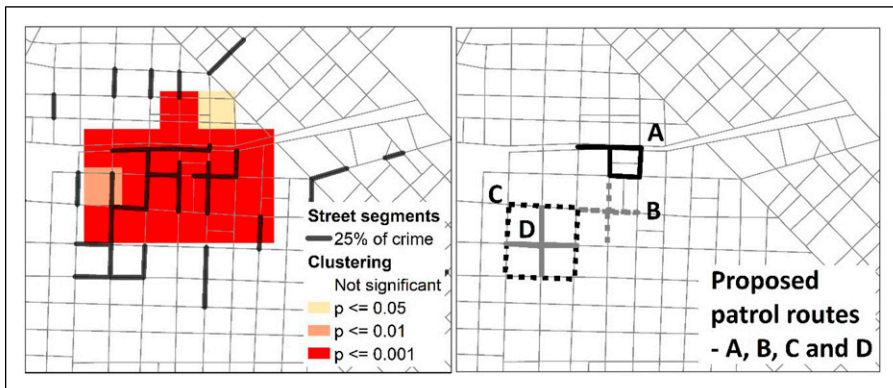 Street segments
25% of crime
Clustering
Not significant
p <= 0.05
p <= 0.01
p <= 0.001
A
C
B
D
Proposed
patrol routes
- A, B, C and D